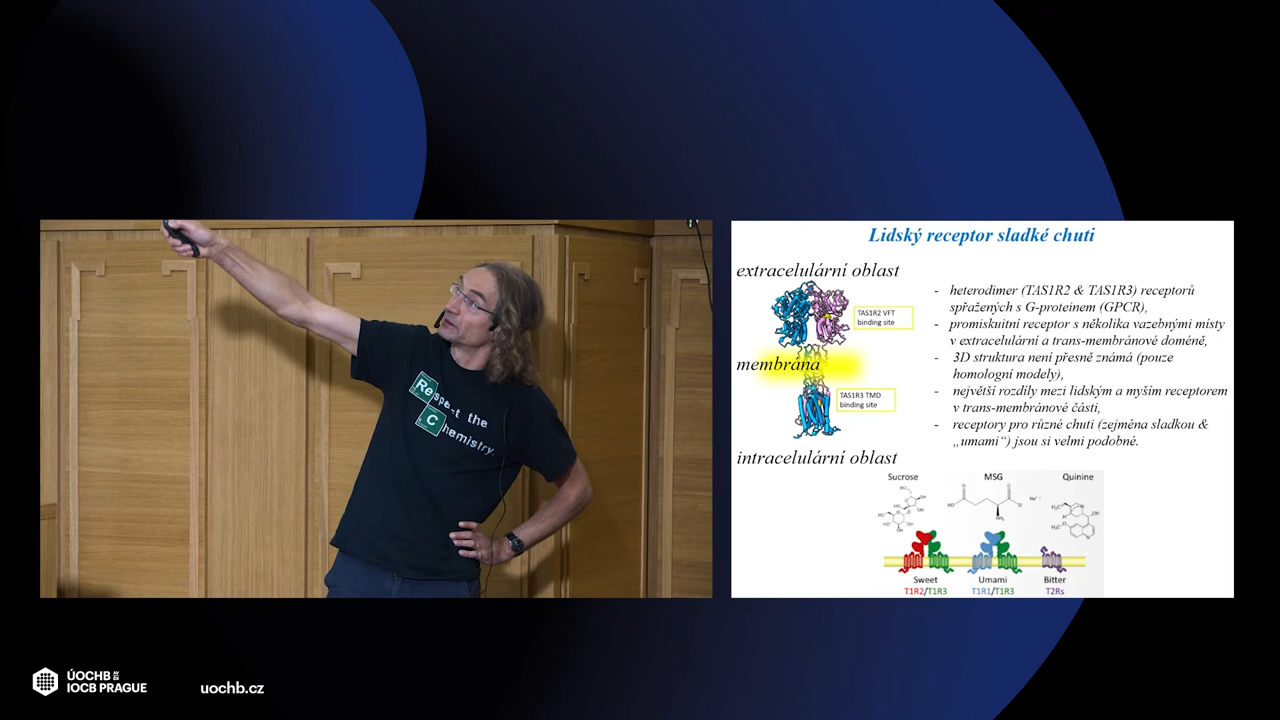 Respect the
Chemistry.
Lidský receptor sladké chuti
extracelulární oblast
TAS1R2 VFT
binding site
membrána
TAS1R3 TMD
binding site
intracelulární oblast
- heterodimer (TAS1R2 & TAS1R3) receptorů
spřažených s G-proteinem (GPCR),
- promiskuitní receptor s několika vazebnými místy
v extracelulární a trans-membránové doméně,
- 3D struktura není přesně známá (pouze
homologní modely),
- největší rozdíly mezi lidským a myším receptorem
v trans-membránové části,
- receptory pro různé chuti (zejména sladkou &
„umami“) jsou si velmi podobné.
Sucrose MSG Quinine
Sweet Umami Bitter
T1R2/T1R3 T1R1/T1R3 T2Rs
ÚOCHB
IOCB PRAGUE
uochb.cz